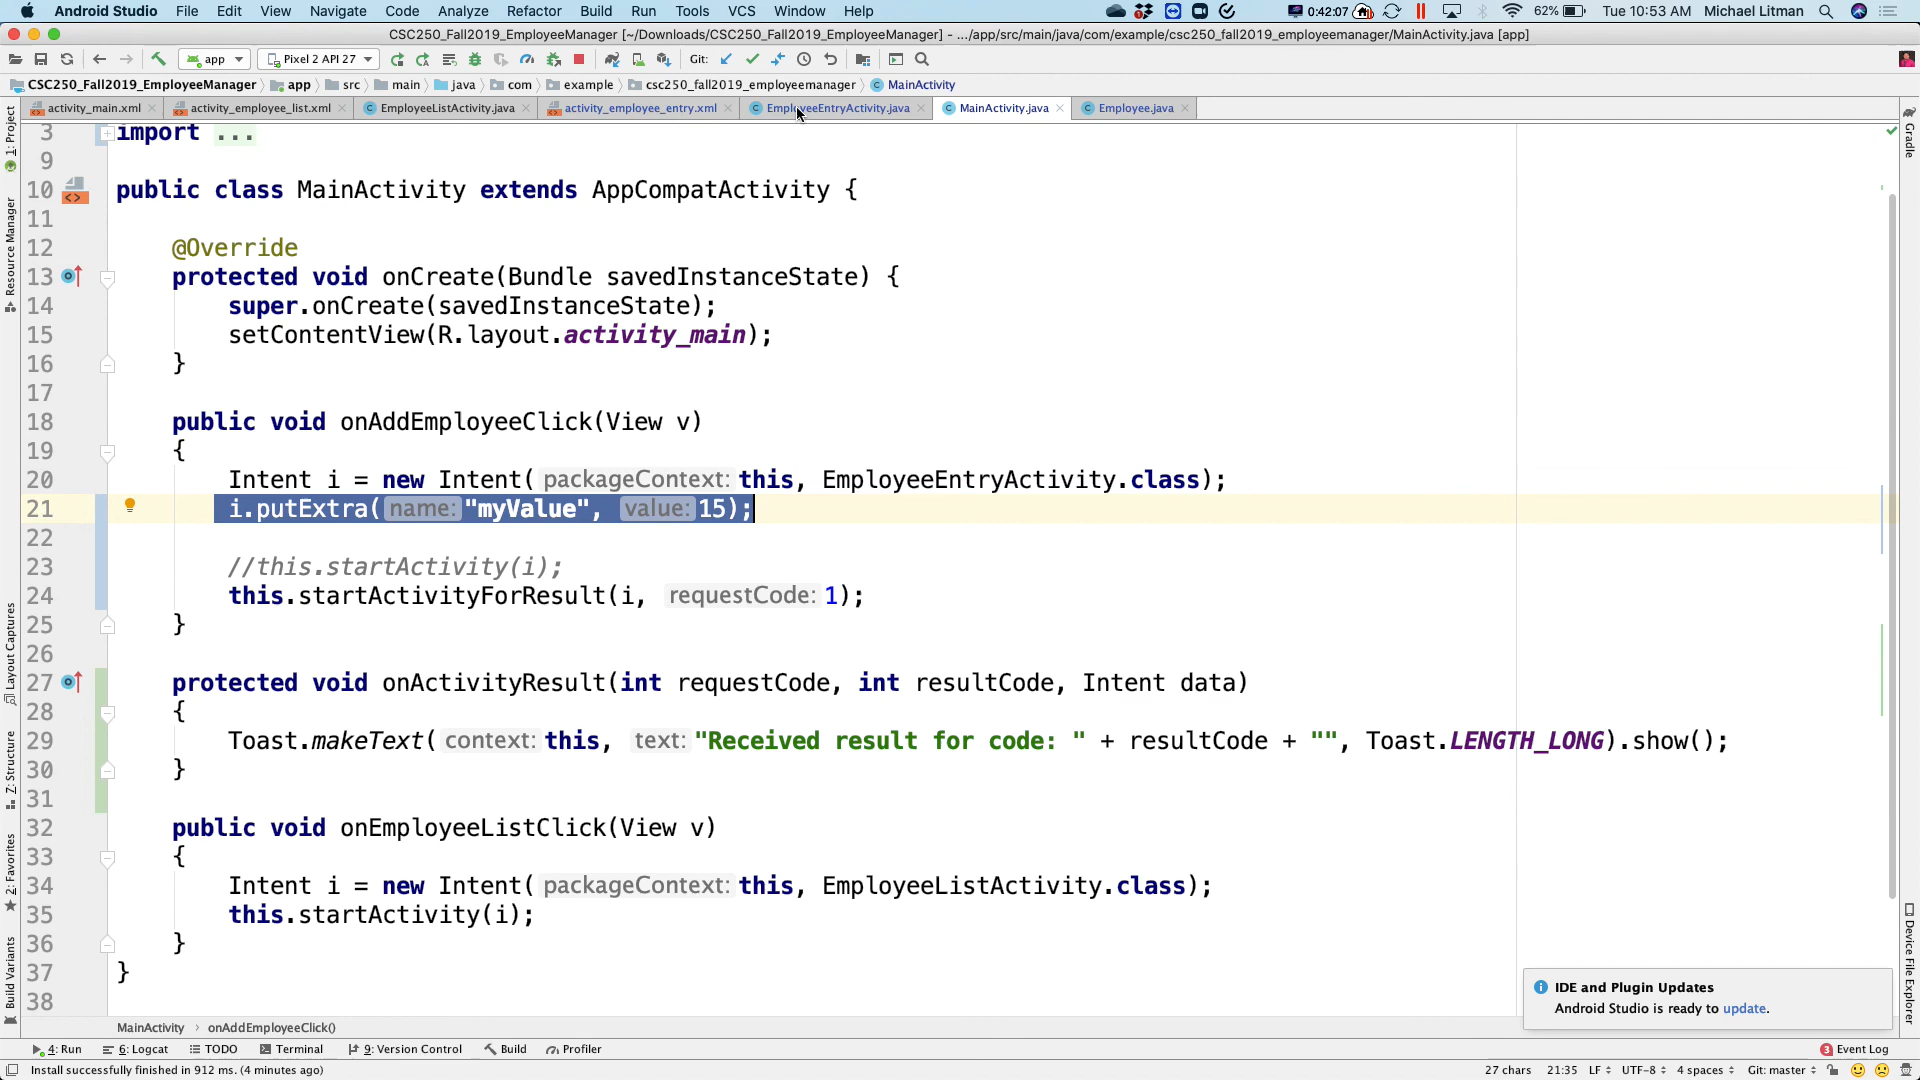 Android Studio File Edit View Navigate Code Analyze Refactor Build Run Tools VCS Window Help 0:42:07 62% Tue 10:53 AM Michael Litman
CSC250_Fall2019_EmployeeManager [~/Downloads/CSC250_Fall2019_EmployeeManager] - .../app/src/main/java/com/example/csc250_fall2019_employeemanager/MainActivity.java [app]
app Pixel 2 API 27 Git:
CSC250_Fall2019_EmployeeManager app src main java com example csc250_fall2019_employeemanager MainActivity
activity_main.xml activity_employee_list.xml EmployeeListActivity.java activity_employee_entry.xml EmployeeEntryActivity.java MainActivity.java Employee.java
3 import ...
9
10 public class MainActivity extends AppCompatActivity {
11
12 @Override
13 protected void onCreate(Bundle savedInstanceState) {
14 super.onCreate(savedInstanceState);
15 setContentView(R.layout.activity_main);
16 }
17
18 public void onAddEmployeeClick(View v)
19 {
20 Intent i = new Intent( packageContext: this, EmployeeEntryActivity.class);
21 i.putExtra( name: "myValue", value: 15);
22
23 //this.startActivity(i);
24 this.startActivityForResult(i, requestCode: 1);
25 }
26
27 protected void onActivityResult(int requestCode, int resultCode, Intent data)
28 {
29 Toast.makeText( context: this, text: "Received result for code: " + resultCode + "", Toast.LENGTH_LONG).show();
30 }
31
32 public void onEmployeeListClick(View v)
33 {
34 Intent i = new Intent( packageContext: this, EmployeeListActivity.class);
35 this.startActivity(i);
36 }
37 }
38
1: Project
Resource Manager
Layout Captures
Z: Structure
2: Favorites
Build Variants
Gradle
Device File Explorer
IDE and Plugin Updates
Android Studio is ready to update.
MainActivity › onAddEmployeeClick()
4: Run 6: Logcat TODO Terminal 9: Version Control Build Profiler 3 Event Log
Install successfully finished in 912 ms. (4 minutes ago) 27 chars 21:35 LF UTF-8 4 spaces Git: master